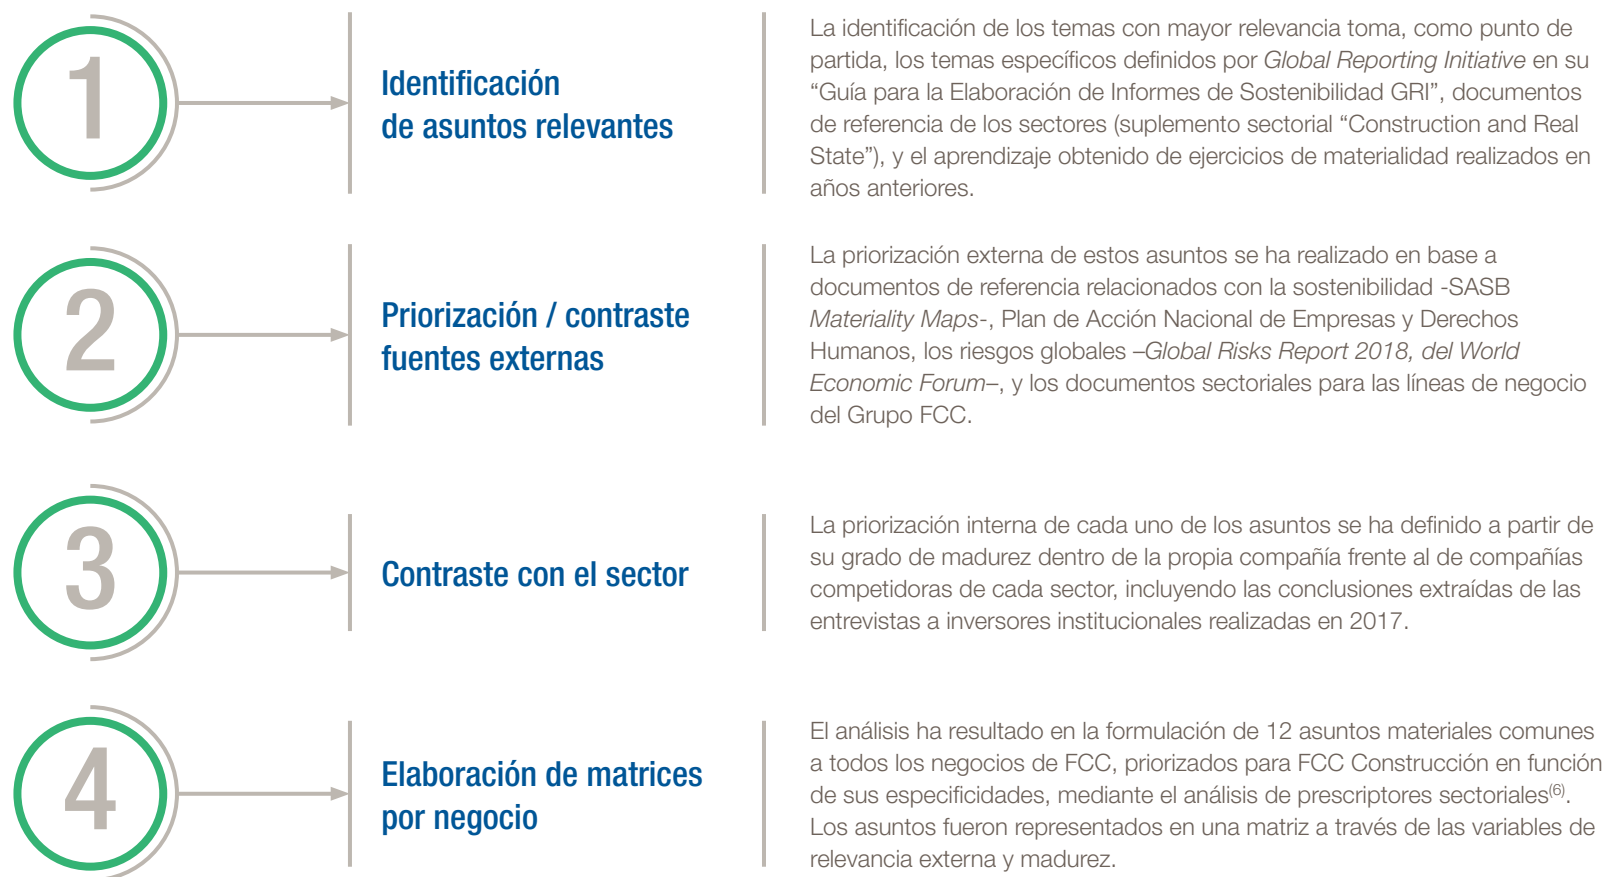 1
Identificación
de asuntos relevantes
La identificación de los temas con mayor relevancia toma, como punto de
partida, los temas específicos definidos por Global Reporting Initiative en su
“Guía para la Elaboración de Informes de Sostenibilidad GRI”, documentos
de referencia de los sectores (suplemento sectorial “Construction and Real
State”), y el aprendizaje obtenido de ejercicios de materialidad realizados en
años anteriores.
2
Priorización / contraste
fuentes externas
La priorización externa de estos asuntos se ha realizado en base a
documentos de referencia relacionados con la sostenibilidad -SASB
Materiality Maps-, Plan de Acción Nacional de Empresas y Derechos
Humanos, los riesgos globales –Global Risks Report 2018, del World
Economic Forum–, y los documentos sectoriales para las líneas de negocio
del Grupo FCC.
3
Contraste con el sector
La priorización interna de cada uno de los asuntos se ha definido a partir de
su grado de madurez dentro de la propia compañía frente al de compañías
competidoras de cada sector, incluyendo las conclusiones extraídas de las
entrevistas a inversores institucionales realizadas en 2017.
4
Elaboración de matrices
por negocio
El análisis ha resultado en la formulación de 12 asuntos materiales comunes
a todos los negocios de FCC, priorizados para FCC Construcción en función
de sus especificidades, mediante el análisis de prescriptores sectoriales(6).
Los asuntos fueron representados en una matriz a través de las variables de
relevancia externa y madurez.